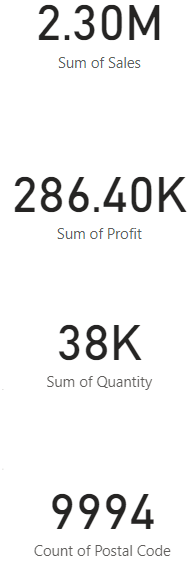 2.30M
Sum of Sales
286.40K
Sum of Profit
38K
Sum of Quantity
9994
Count of Postal Code